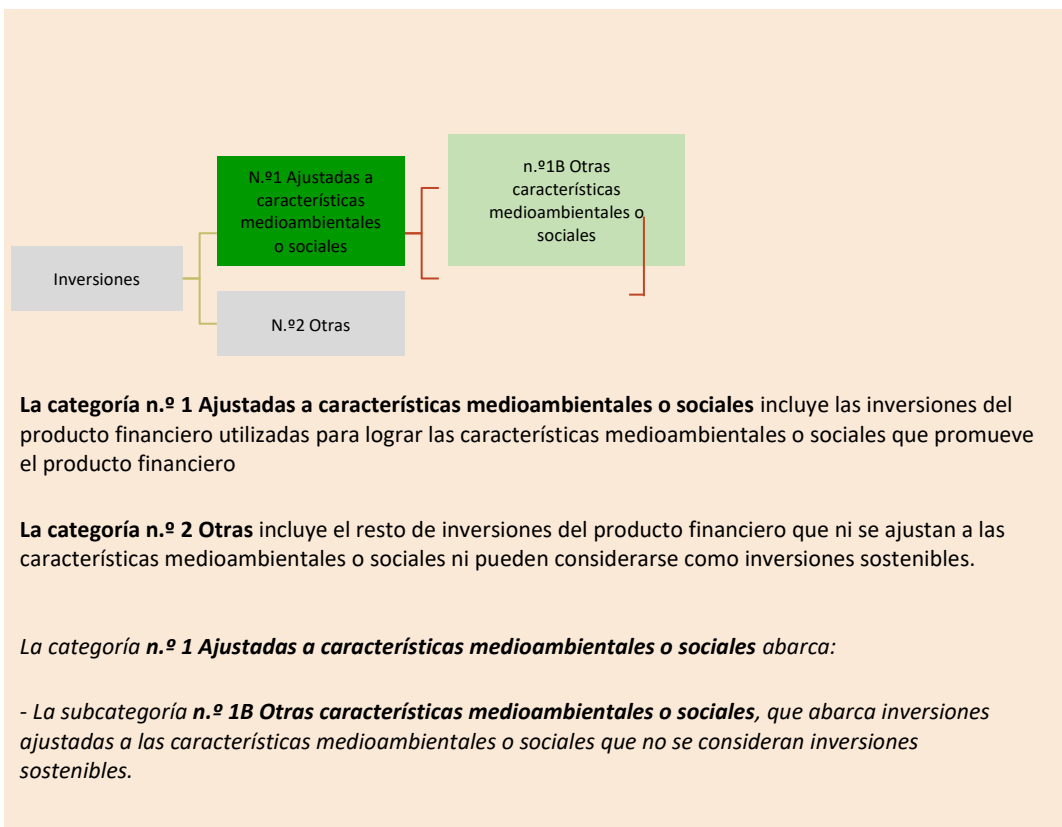 N.º1 Ajustadas a
características
medioambientales
o sociales
n.º1B Otras
características
medioambientales o
sociales
Inversiones
N.º2 Otras
La categoría n.º 1 Ajustadas a características medioambientales o sociales incluye las inversiones del
producto financiero utilizadas para lograr las características medioambientales o sociales que promueve
el producto financiero
La categoría n.º 2 Otras incluye el resto de inversiones del producto financiero que ni se ajustan a las
características medioambientales o sociales ni pueden considerarse como inversiones sostenibles.
La categoría n.º 1 Ajustadas a características medioambientales o sociales abarca:
- La subcategoría n.º 1B Otras características medioambientales o sociales, que abarca inversiones
ajustadas a las características medioambientales o sociales que no se consideran inversiones
sostenibles.